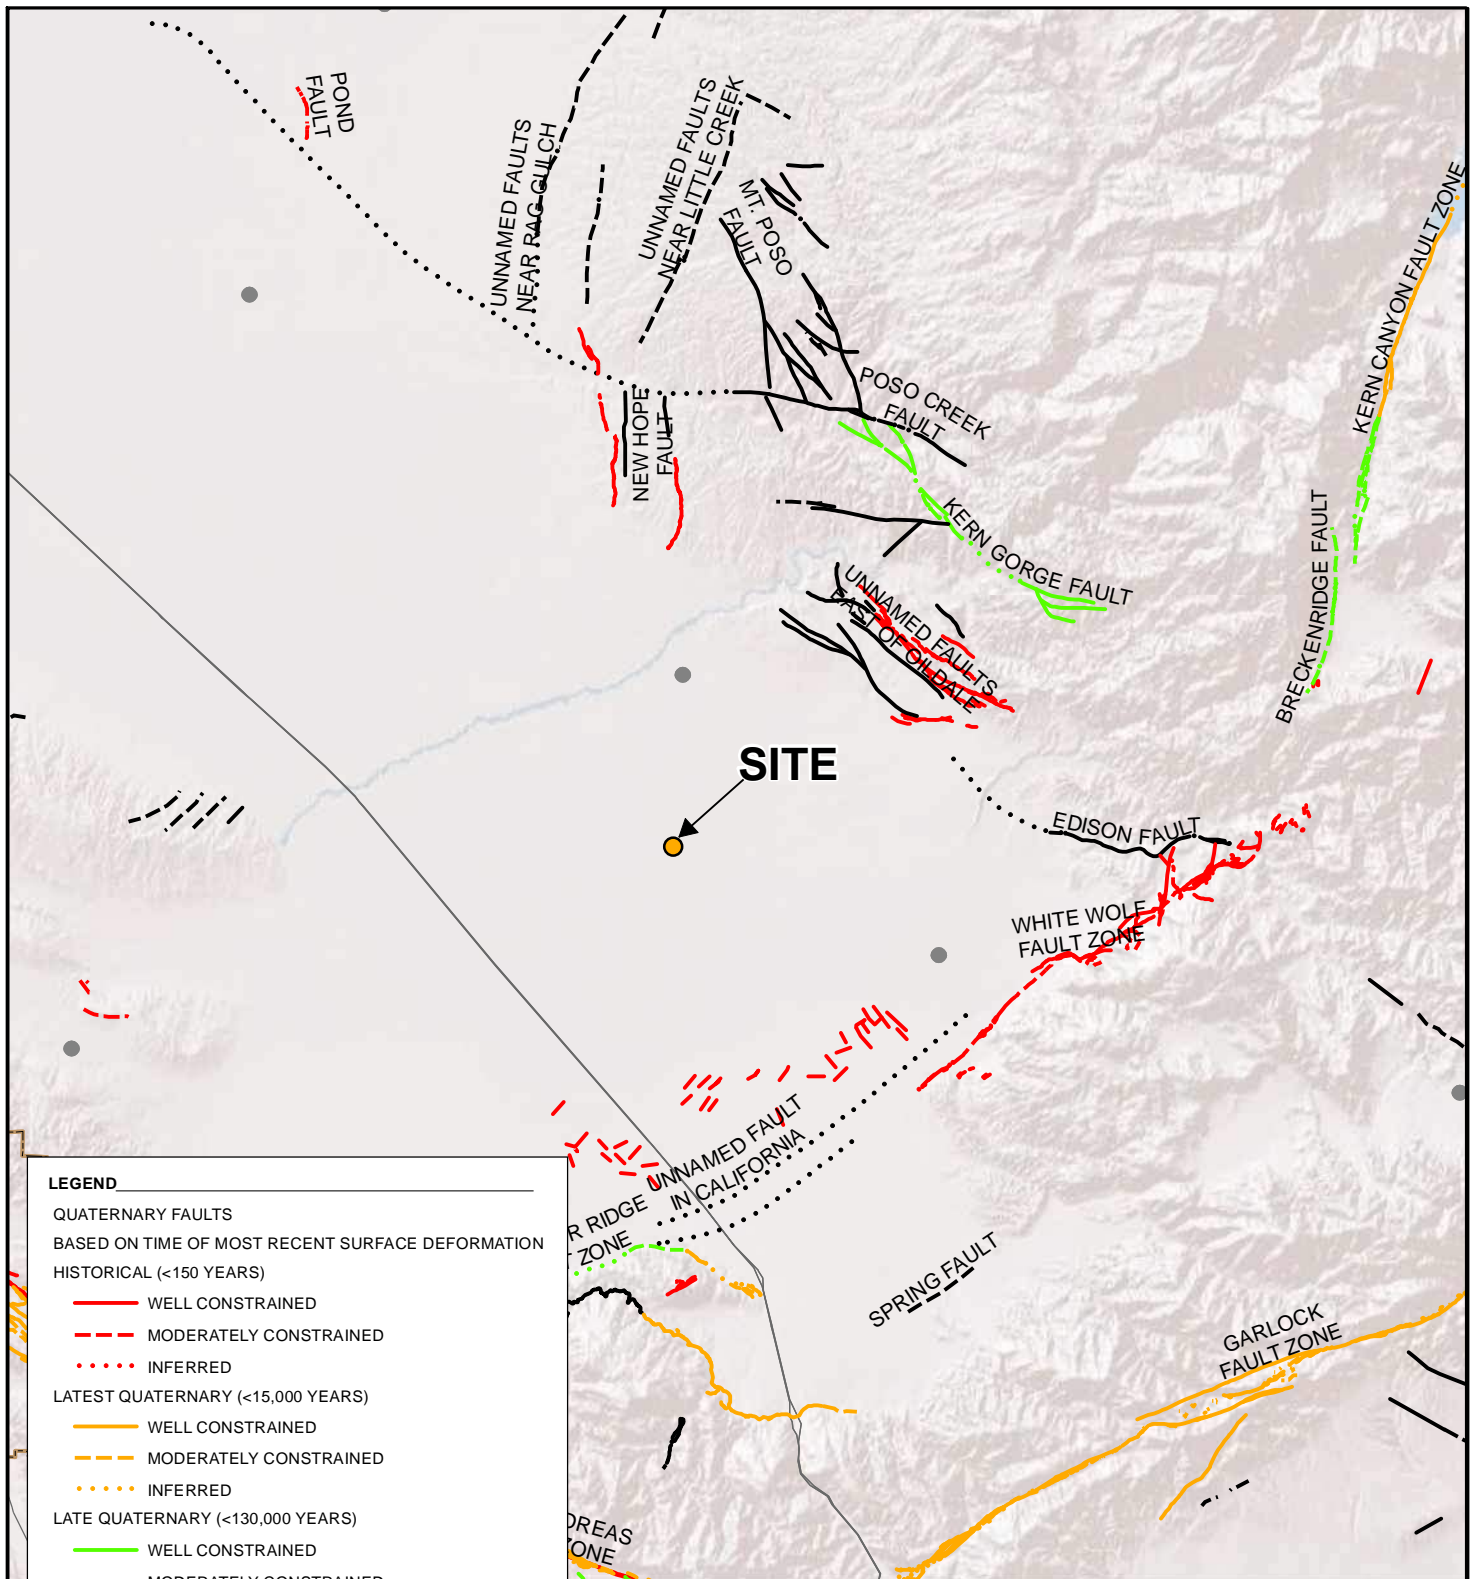 POND
FAULT
UNNAMED FAULTS
NEAR RAG GULCH
UNNAMED FAULTS
NEAR LITTLE CREEK
MT. POSO
FAULT
KERN CANYON FAULT ZONE
POSO CREEK
FAULT
NEW HOPE
FAULT
KERN GORGE FAULT
BRECKENRIDGE FAULT
UNNAMED FAULTS
EAST OF OILDALE
SITE
EDISON FAULT
WHITE WOLF
FAULT ZONE
UNNAMED FAULT
IN CALIFORNIA
R RIDGE
ZONE
SPRING FAULT
GARLOCK
FAULT ZONE
LEGEND
QUATERNARY FAULTS
BASED ON TIME OF MOST RECENT SURFACE DEFORMATION
HISTORICAL (<150 YEARS)
WELL CONSTRAINED
MODERATELY CONSTRAINED
INFERRED
LATEST QUATERNARY (<15,000 YEARS)
WELL CONSTRAINED
MODERATELY CONSTRAINED
INFERRED
LATE QUATERNARY (<130,000 YEARS)
WELL CONSTRAINED
MODERATELY CONSTRAINED
DREAS
ZONE